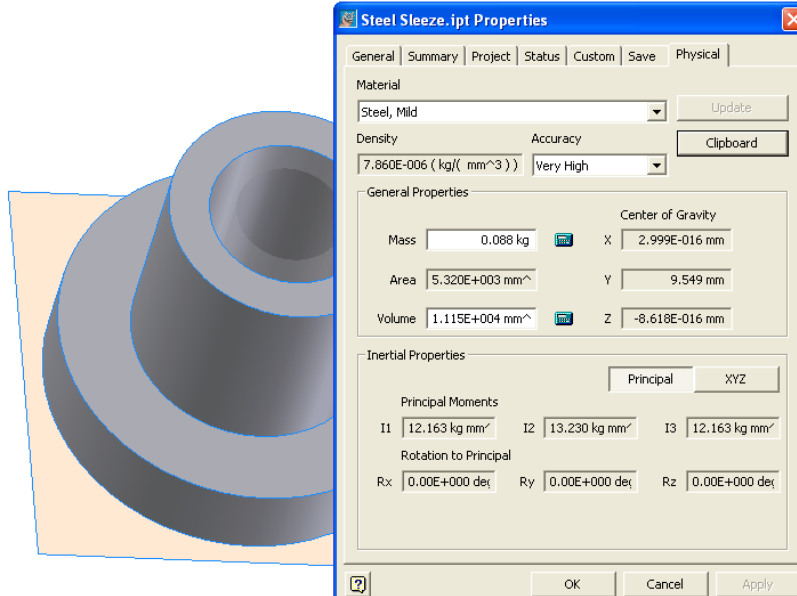 Steel Sleeze.ipt Properties
General Summary Project Status Custom Save Physical
Material
Steel, Mild
Update
Density Accuracy
Clipboard
7.860E-006 ( kg/( mm^3 ) ) Very High
General Properties
Center of Gravity
Mass 0.088 kg X 2.999E-016 mm
Area 5.320E+003 mm^ Y 9.549 mm
Volume 1.115E+004 mm^ Z -8.618E-016 mm
Inertial Properties
Principal XYZ
Principal Moments
I1 12.163 kg mm^ I2 13.230 kg mm^ I3 12.163 kg mm^
Rotation to Principal
Rx 0.00E+000 de Ry 0.00E+000 de Rz 0.00E+000 de
? OK Cancel Apply